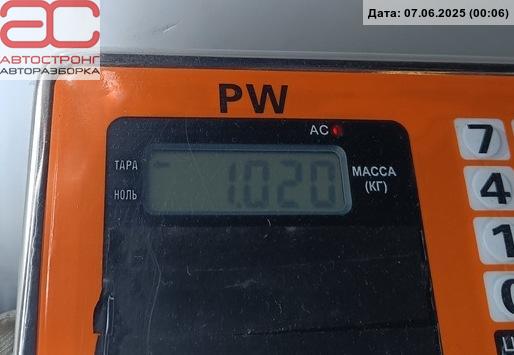 Дата: 07.06.2025 (00:06)
АС
АВТОСТРОНГ
АВТОРАЗБОРКА
PW
AC
ТАРА
НОЛЬ
1.020
МАССА
(КГ)
7
4
1
0